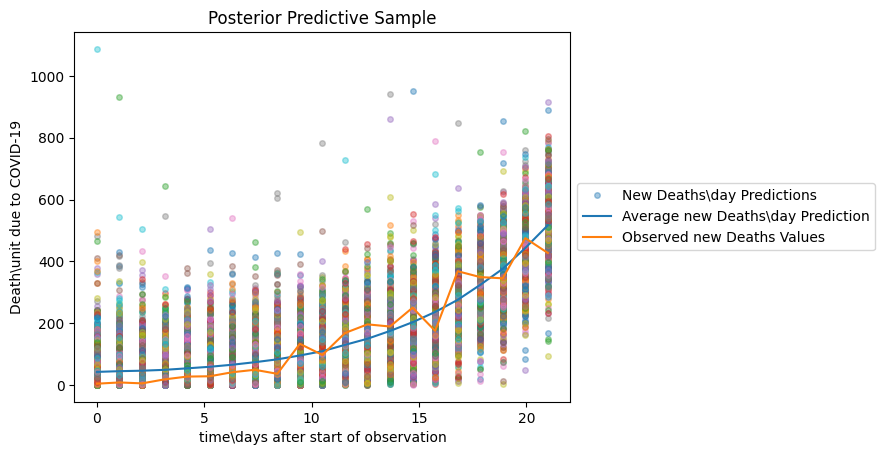 Posterior Predictive Sample
Death\unit due to COVID-19
1000
800
600
400
200
0
0 5 10 15 20
time\days after start of observation
New Deaths\day Predictions
Average new Deaths\day Prediction
Observed new Deaths Values